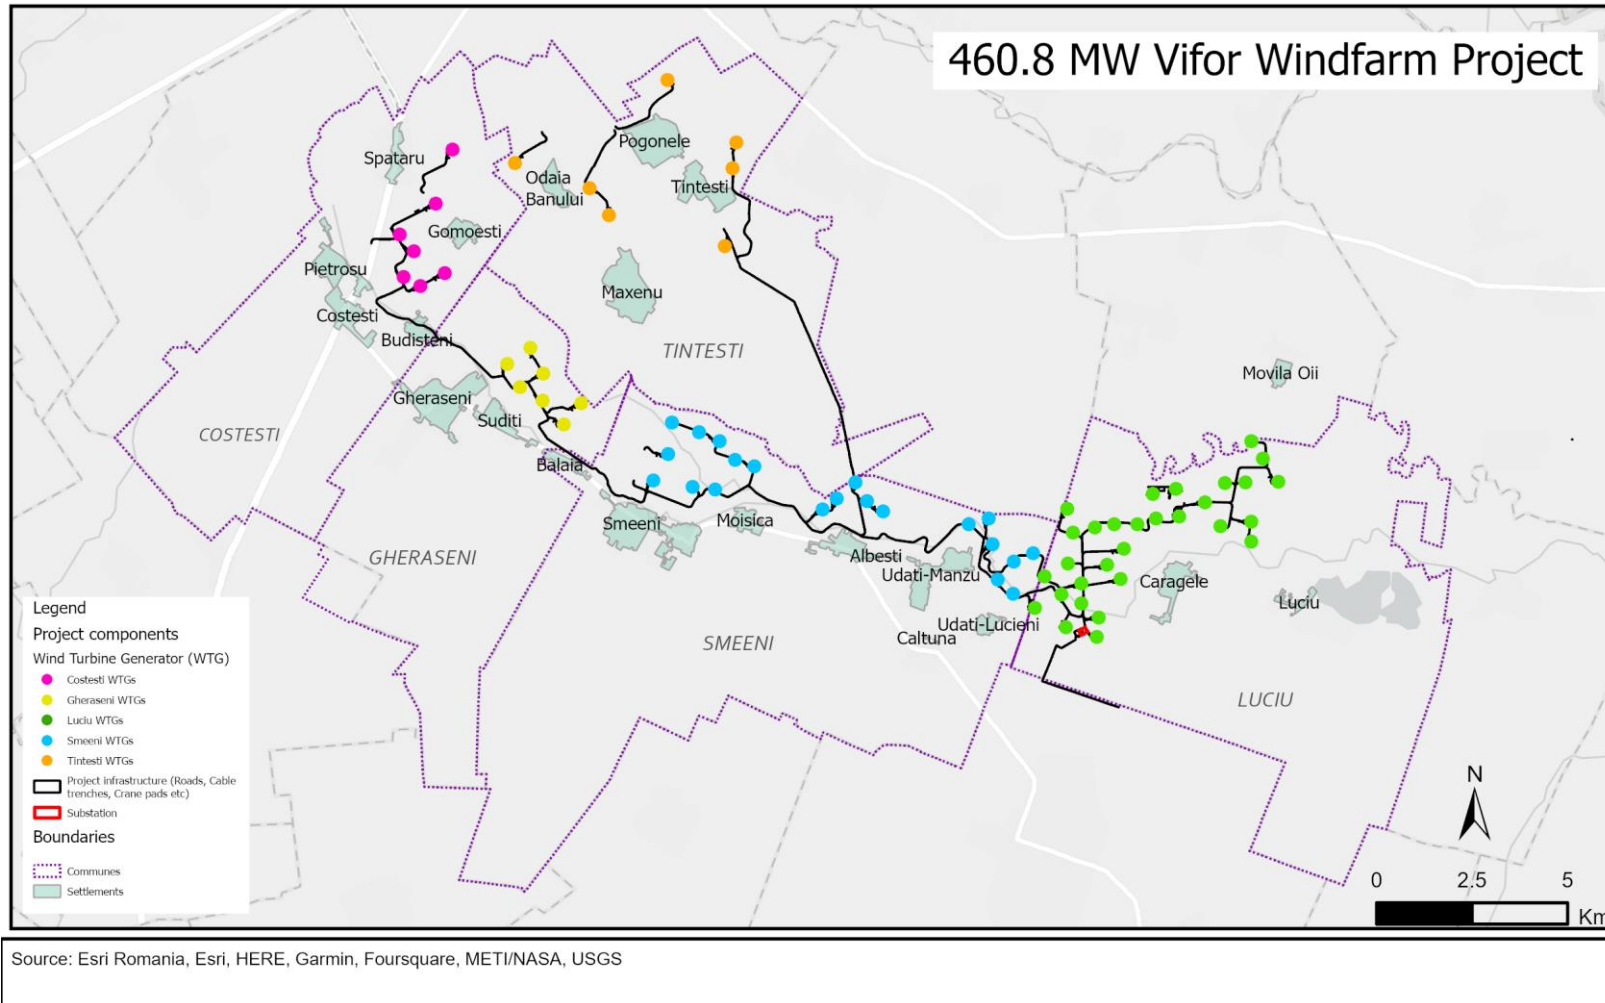 460.8 MW Vifor Windfarm Project
Spataru
Pogonele
Odaia
Banului
Tintesti
Gomoesti
Pietrosu
Maxenu
Costesti
Budisteni
TINTESTI
Movila Oii
Gheraseni
Suditi
COSTESTI
Balaia
Smeeni
Moisica
GHERASENI
Albesti
Udati-Manzu
Caragele
Luciu
Udati-Lucieni
Caltuna
SMEENI
LUCIU
Legend
Project components
Wind Turbine Generator (WTG)
Costesti WTGs
Gheraseni WTGs
Luciu WTGs
Smeeni WTGs
Tintesti WTGs
Project infrastructure (Roads, Cable
trenches, Crane pads etc)
Substation
Boundaries
Communes
Settlements
N
0 2.5 5
Km
Source: Esri Romania, Esri, HERE, Garmin, Foursquare, METI/NASA, USGS